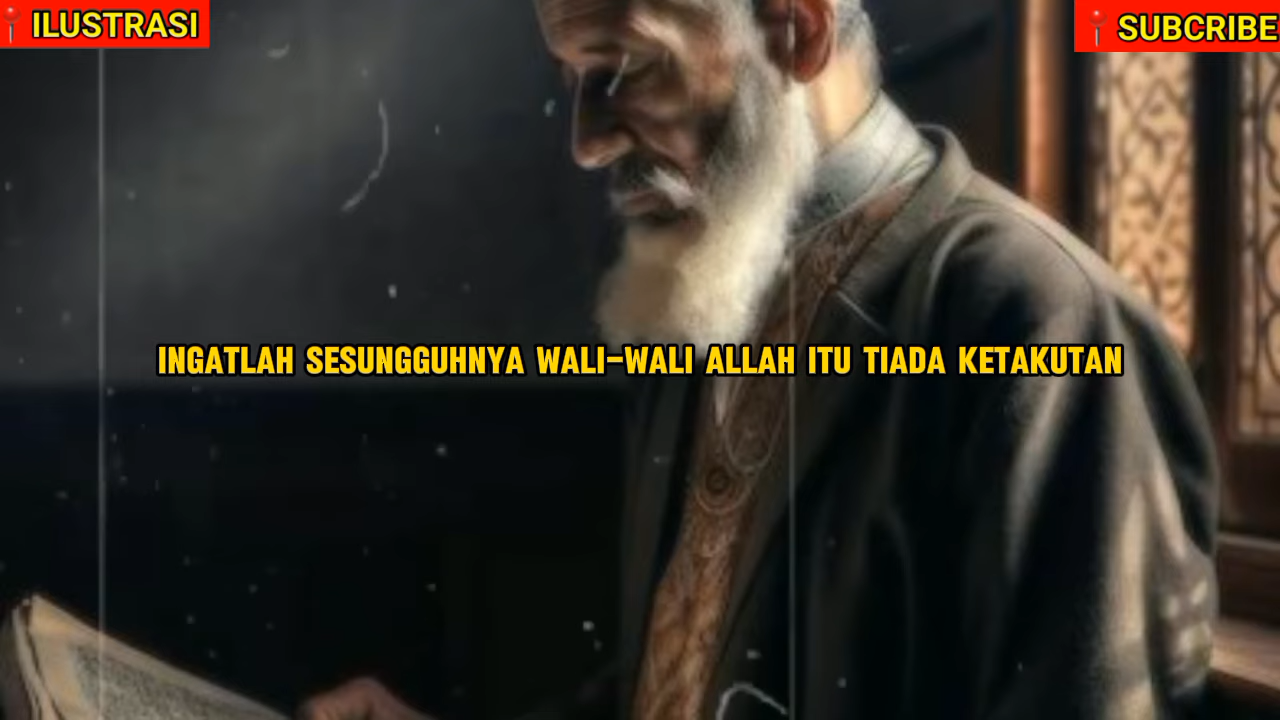 ILUSTRASI
SUBCRIBE
INGATLAH SESUNGGUHNYA WALI-WALI ALLAH ITU TIADA KETAKUTAN